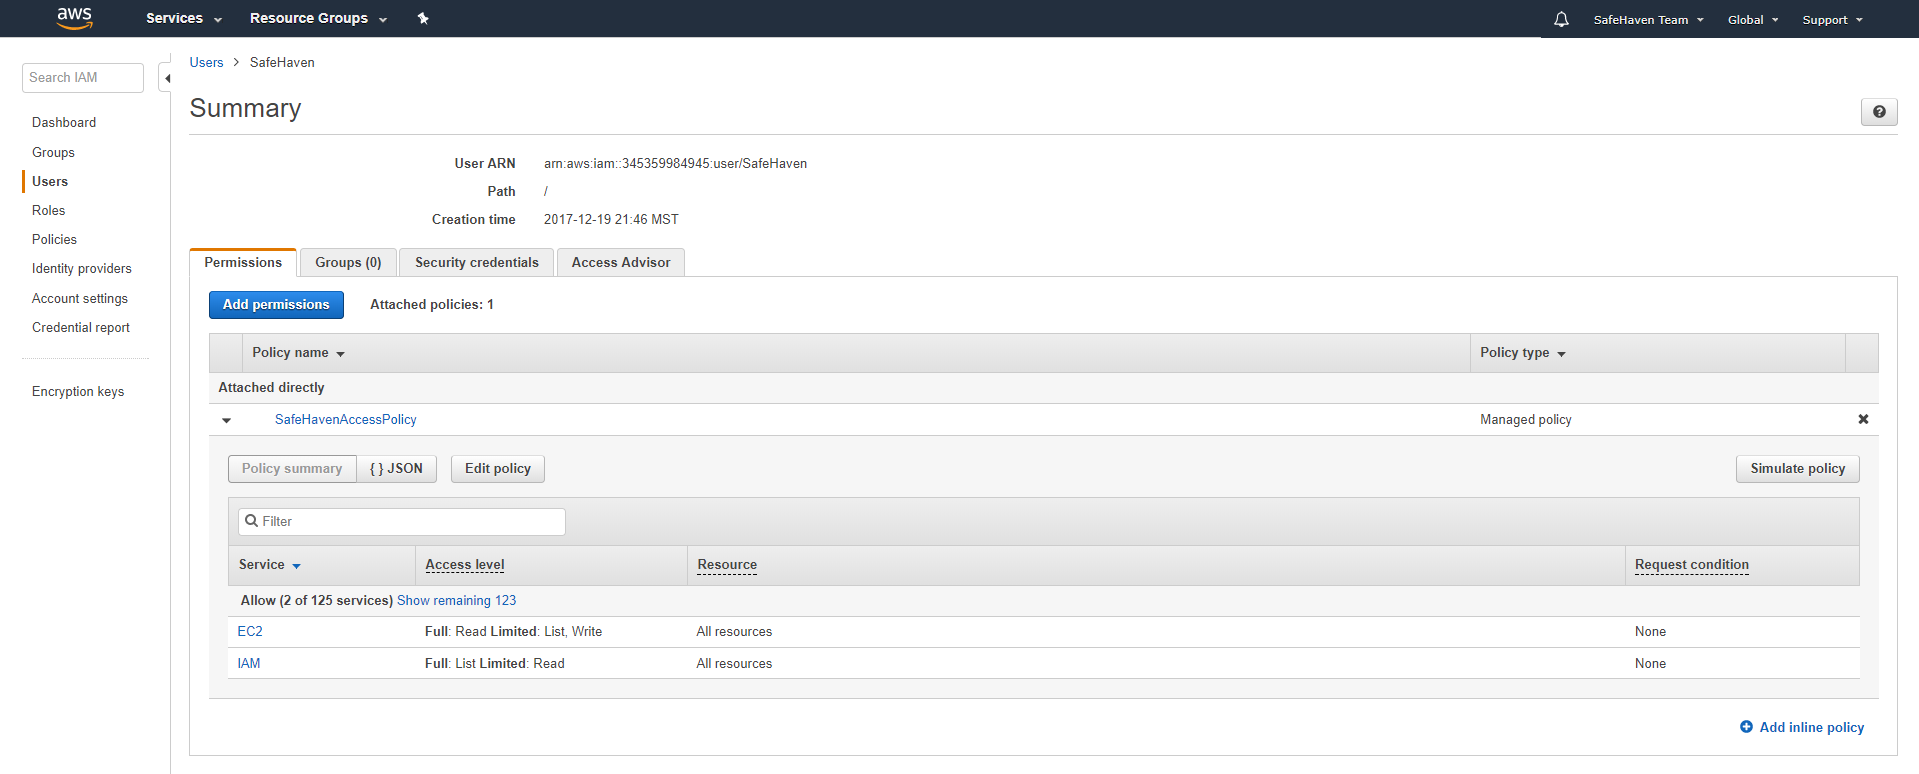 aws Services Resource Groups SafeHaven Team Global Support
Search IAM
Dashboard
Groups
Users
Roles
Policies
Identity providers
Account settings
Credential report
Encryption keys
Users > SafeHaven
Summary
User ARN arn:aws:iam::345359984945:user/SafeHaven
Path /
Creation time 2017-12-19 21:46 MST
Permissions Groups (0) Security credentials Access Advisor
Add permissions Attached policies: 1
Policy name Policy type
Attached directly
SafeHavenAccessPolicy Managed policy
Policy summary { } JSON Edit policy Simulate policy
Filter
Service Access level Resource Request condition
Allow (2 of 125 services) Show remaining 123
EC2 Full: Read Limited: List, Write All resources None
IAM Full: List Limited: Read All resources None
Add inline policy